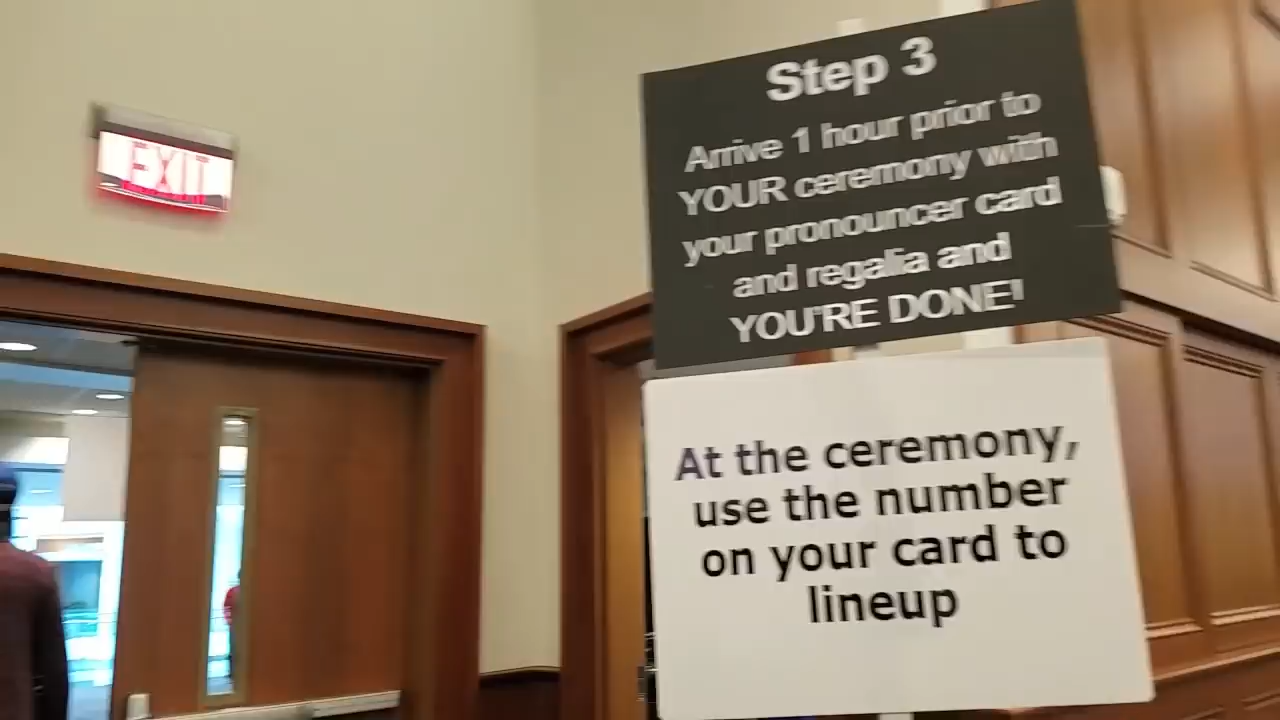 EXIT
Step 3
Arrive 1 hour prior to
YOUR ceremony with
your pronouncer card
and regalia and
YOU'RE DONE!
At the ceremony,
use the number
on your card to
lineup